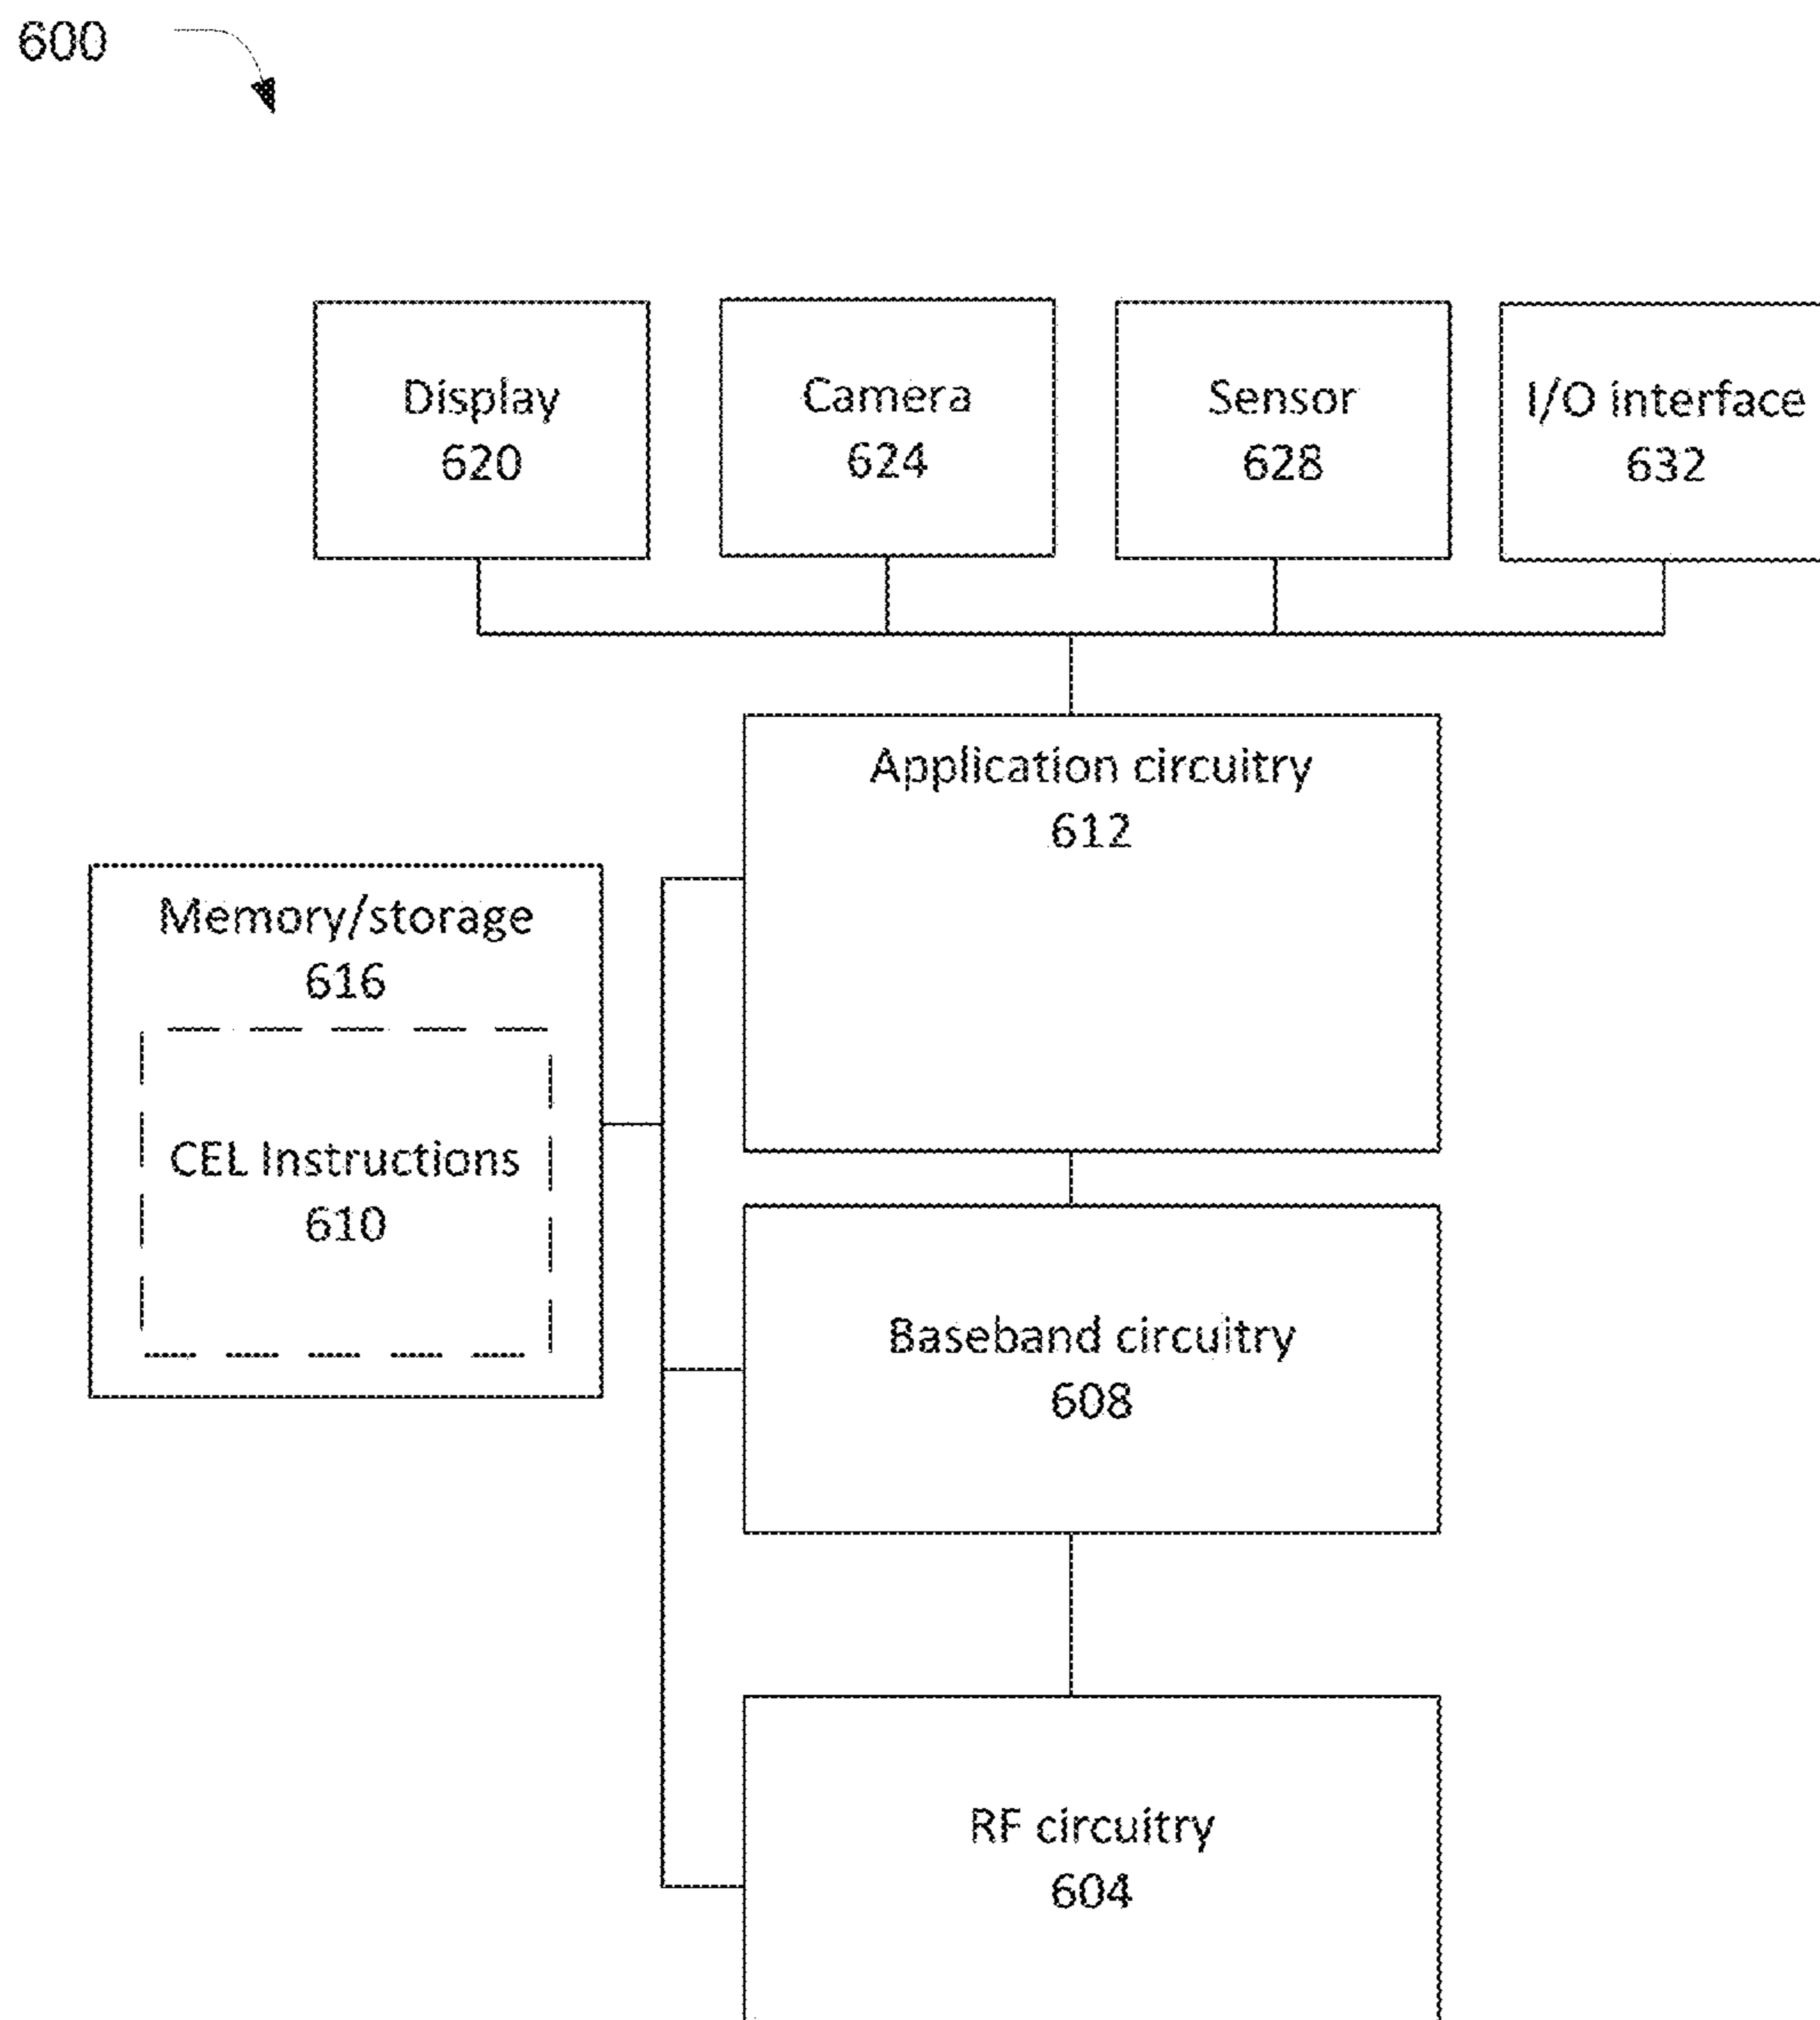 600
Display
620
Camera
624
Sensor
628
I/O interface
632
Application circuitry
612
Memory/storage
616
CEL Instructions
610
Baseband circuitry
608
RF circuitry
604